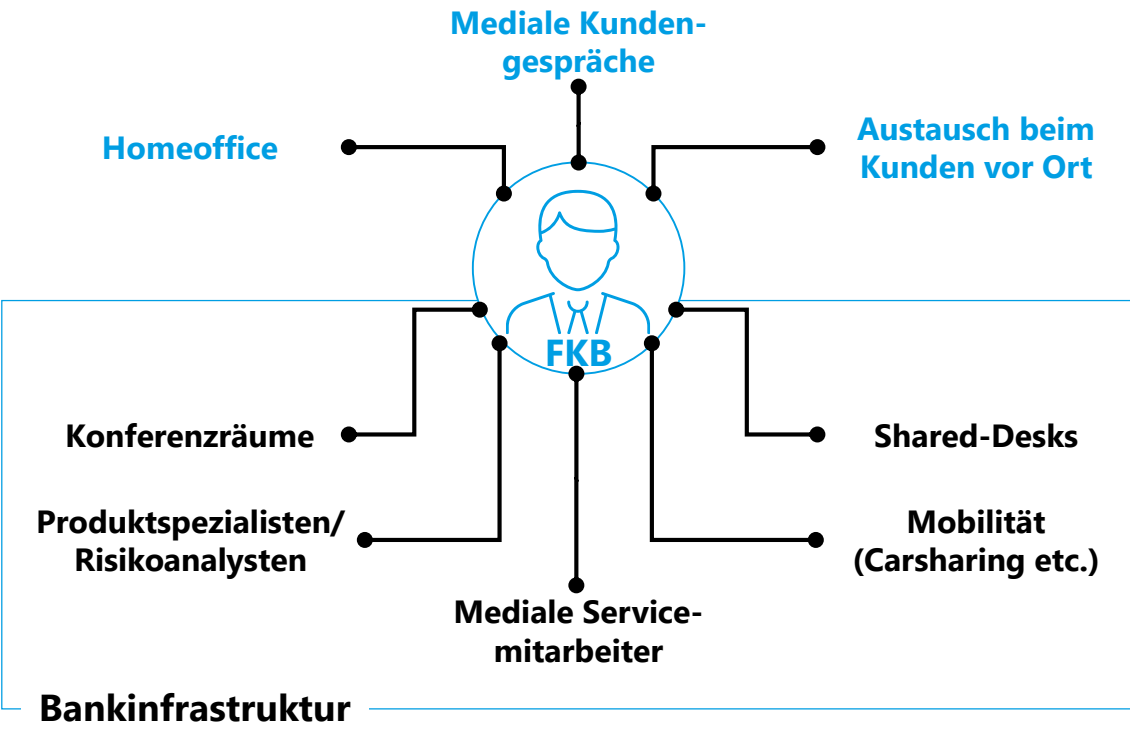 Mediale Kunden-
gespräche
Homeoffice
Austausch beim
Kunden vor Ort
FKB
Konferenzräume
Shared-Desks
Produktspezialisten/
Risikoanalysten
Mobilität
(Carsharing etc.)
Mediale Service-
mitarbeiter
Bankinfrastruktur